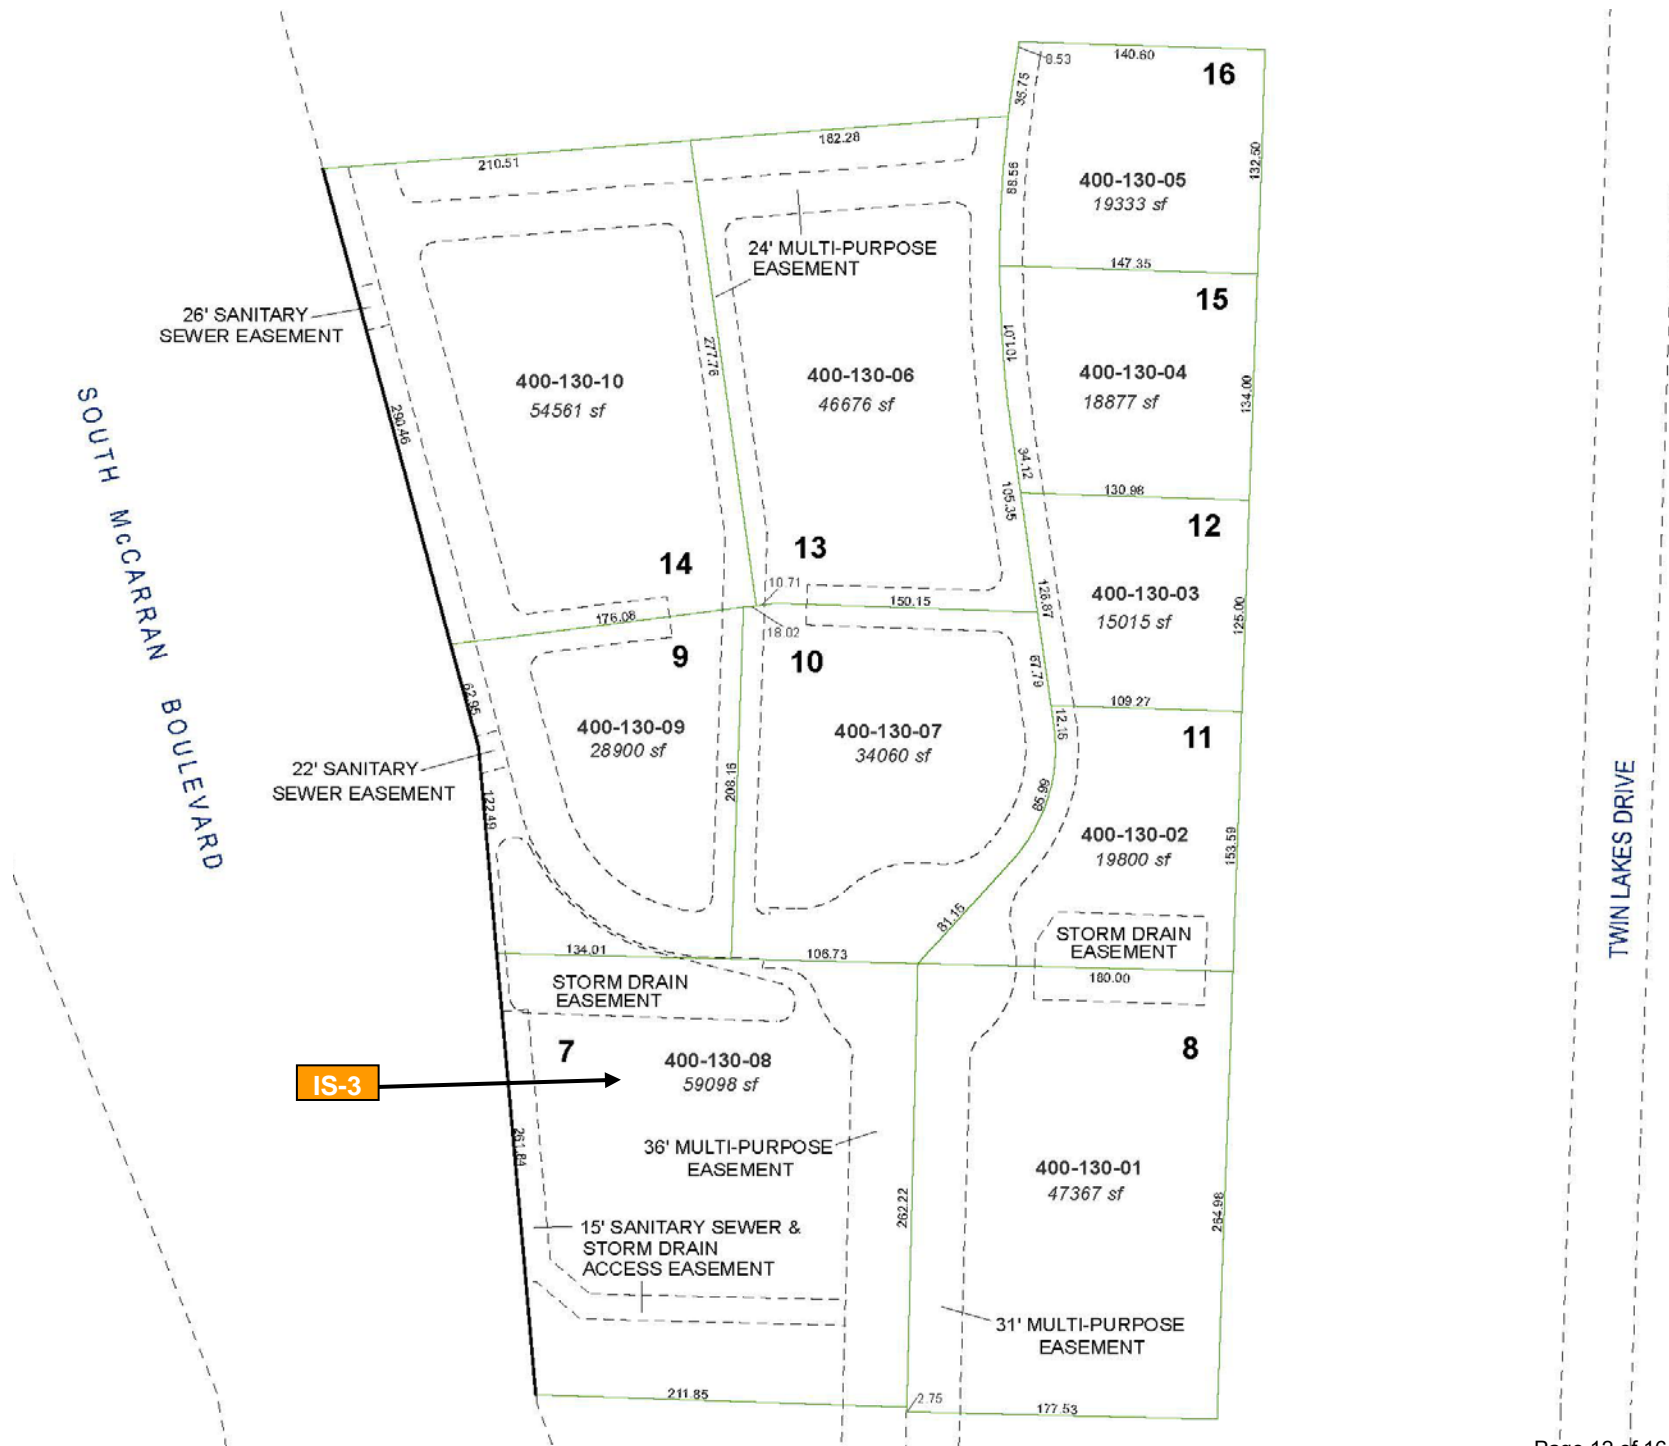 140.60
8.53
16
35.75
182.28
210.51
132.50
88.56
400-130-05
19333 sf
24' MULTI-PURPOSE
EASEMENT
147.35
15
26' SANITARY
SEWER EASEMENT
277.76
101.01
400-130-10
54561 sf
400-130-06
46676 sf
400-130-04
18877 sf
134.00
290.46
SOUTH McCARRAN BOULEVARD
34.12
105.35
130.98
12
14
13
10.71
150.15
176.08
18.02
126.87
400-130-03
15015 sf
125.00
9
10
67.79
62.95
109.27
12.16
11
400-130-09
28900 sf
400-130-07
34060 sf
22' SANITARY
SEWER EASEMENT
208.16
122.49
65.99
400-130-02
19800 sf
153.59
TWIN LAKES DRIVE
81.16
STORM DRAIN
EASEMENT
134.01
106.73
180.00
STORM DRAIN
EASEMENT
7
400-130-08
59098 sf
8
IS-3
261.84
36' MULTI-PURPOSE
EASEMENT
400-130-01
47367 sf
262.22
264.98
15' SANITARY SEWER &
STORM DRAIN
ACCESS EASEMENT
31' MULTI-PURPOSE
EASEMENT
211.85
2.75
177.53